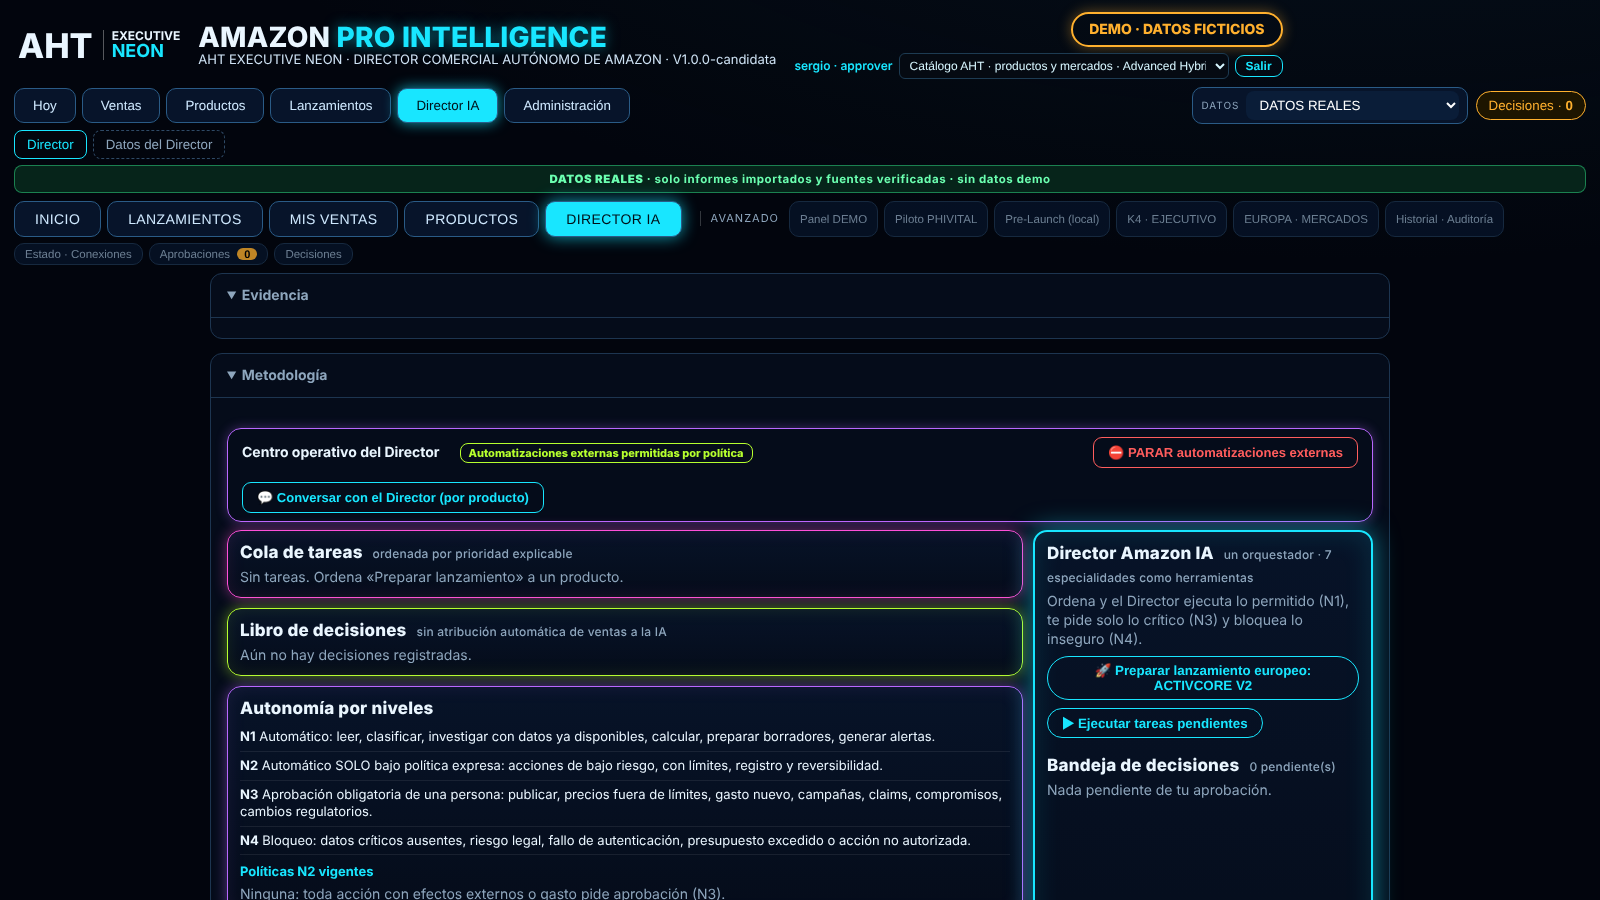 AHT EXECUTIVE NEON
AMAZON PRO INTELLIGENCE
AHT EXECUTIVE NEON · DIRECTOR COMERCIAL AUTÓNOMO DE AMAZON · V1.0.0-candidata
DEMO · DATOS FICTICIOS
sergio · approver
Catálogo AHT · productos y mercados · Advanced Hybri
Salir
Hoy
Ventas
Productos
Lanzamientos
Director IA
Administración
DATOS
DATOS REALES
Decisiones · 0
Director
Datos del Director
DATOS REALES · solo informes importados y fuentes verificadas · sin datos demo
INICIO
LANZAMIENTOS
MIS VENTAS
PRODUCTOS
DIRECTOR IA
AVANZADO
Panel DEMO
Piloto PHIVITAL
Pre-Launch (local)
K4 · EJECUTIVO
EUROPA · MERCADOS
Historial · Auditoría
Estado · Conexiones
Aprobaciones 0
Decisiones
▼ Evidencia
▼ Metodología
Centro operativo del Director
Automatizaciones externas permitidas por política
⛔ PARAR automatizaciones externas
💬 Conversar con el Director (por producto)
Cola de tareas ordenada por prioridad explicable
Sin tareas. Ordena «Preparar lanzamiento» a un producto.
Libro de decisiones sin atribución automática de ventas a la IA
Aún no hay decisiones registradas.
Autonomía por niveles
N1 Automático: leer, clasificar, investigar con datos ya disponibles, calcular, preparar borradores, generar alertas.
N2 Automático SOLO bajo política expresa: acciones de bajo riesgo, con límites, registro y reversibilidad.
N3 Aprobación obligatoria de una persona: publicar, precios fuera de límites, gasto nuevo, campañas, claims, compromisos,
cambios regulatorios.
N4 Bloqueo: datos críticos ausentes, riesgo legal, fallo de autenticación, presupuesto excedido o acción no autorizada.
Políticas N2 vigentes
Ninguna: toda acción con efectos externos o gasto pide aprobación (N3).
Director Amazon IA un orquestador · 7
especialidades como herramientas
Ordena y el Director ejecuta lo permitido (N1),
te pide solo lo crítico (N3) y bloquea lo
inseguro (N4).
🚀 Preparar lanzamiento europeo:
ACTIVCORE V2
▶ Ejecutar tareas pendientes
Bandeja de decisiones 0 pendiente(s)
Nada pendiente de tu aprobación.